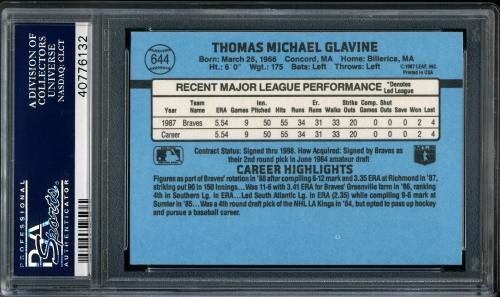 A DIVISION OF
COLLECTORS
UNIVERSE
NASDAQ: CLCT
40776132
PSA
Sports
PROFESSIONAL
AUTHENTICATOR
644
THOMAS MICHAEL GLAVINE
Born: March 25, 1966 Concord, MA Home: Billerica, MA
Ht.: 6'0" Wgt.: 175 Bats: Left Throws: Left
©1987 LEAF, INC.
Printed in USA
RECENT MAJOR LEAGUE PERFORMANCE *Denotes
Led League
Year Team Name ERA Games Inn. Pitched Hits Runs Er. Runs Walks Strike Outs Comp. Games Shut Outs Save Won Lost
1987 Braves 5.54 9 50 55 34 31 33 20 0 0 0 2 4
Career 5.54 9 50 55 34 31 33 20 0 0 0 2 4
Contract Status: Signed thru 1988. How Acquired: Signed by Braves as
their 2nd round pick in June 1984 amateur draft
CAREER HIGHLIGHTS
Figures as part of Braves' rotation of '88 after compiling 6-12 mark and 3.35 ERA at Richmond in '87,
striking out 90 in 150 innings...Was 11-6 with 3.41 ERA for Braves' Greenville farm in '86, ranking
4th in Southern Lg. in ERA...Led South Atlantic Lg. in ERA (2.35) while compiling 9-6 mark at
Sumter in '85...Was a 4th round draft pick of the NHL LA Kings in '84, but opted to pass up hockey
and pursue a baseball career.